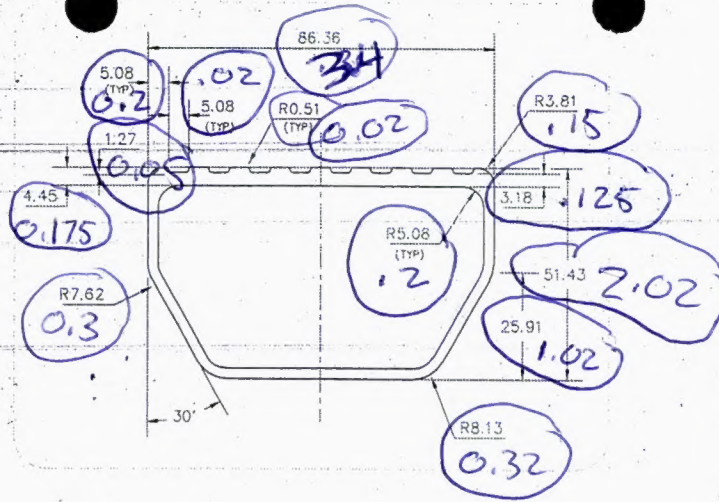 86.36
3.4
5.08
(TYP)
0.2
.02
5.08
(TYP)
R0.51
(TYP)
0.02
R3.81
.15
1.27
0.05
4.45
0.175
3.18
.125
R5.08
(TYP)
.2
51.43
2.02
R7.62
0.3
25.91
1.02
30°
R8.13
0.32